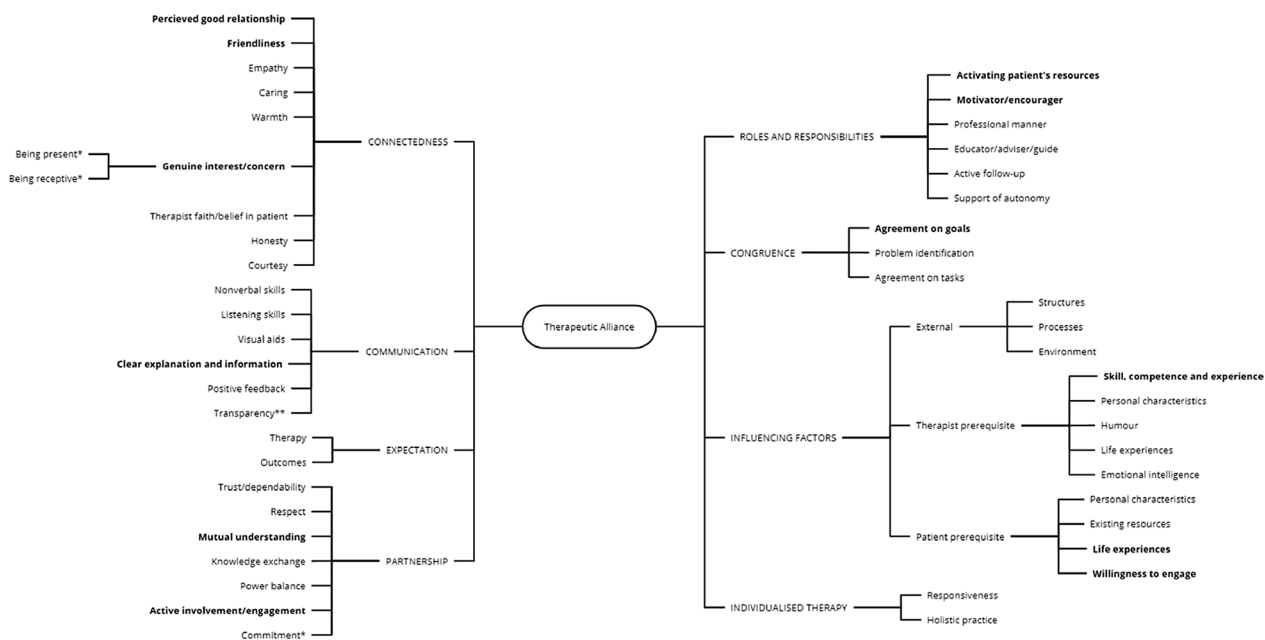 Percieved good relationship
Friendliness
Empathy
Caring
Warmth
CONNECTEDNESS
Being present*
Being receptive*
Genuine interest/concern
Therapist faith/belief in patient
Honesty
Courtesy
Nonverbal skills
Listening skills
Visual aids
COMMUNICATION
Clear explanation and information
Positive feedback
Transparency**
Therapy
EXPECTATION
Outcomes
Trust/dependability
Respect
Mutual understanding
Knowledge exchange
PARTNERSHIP
Power balance
Active involvement/engagement
Commitment*
Therapeutic Alliance
Activating patient's resources
Motivator/encourager
Professional manner
ROLES AND RESPONSIBILITIES
Educator/adviser/guide
Active follow-up
Support of autonomy
Agreement on goals
CONGRUENCE
Problem identification
Agreement on tasks
INFLUENCING FACTORS
External
Structures
Processes
Environment
Therapist prerequisite
Skill, competence and experience
Personal characteristics
Humour
Life experiences
Emotional intelligence
Patient prerequisite
Personal characteristics
Existing resources
Life experiences
Willingness to engage
INDIVIDUALISED THERAPY
Responsiveness
Holistic practice